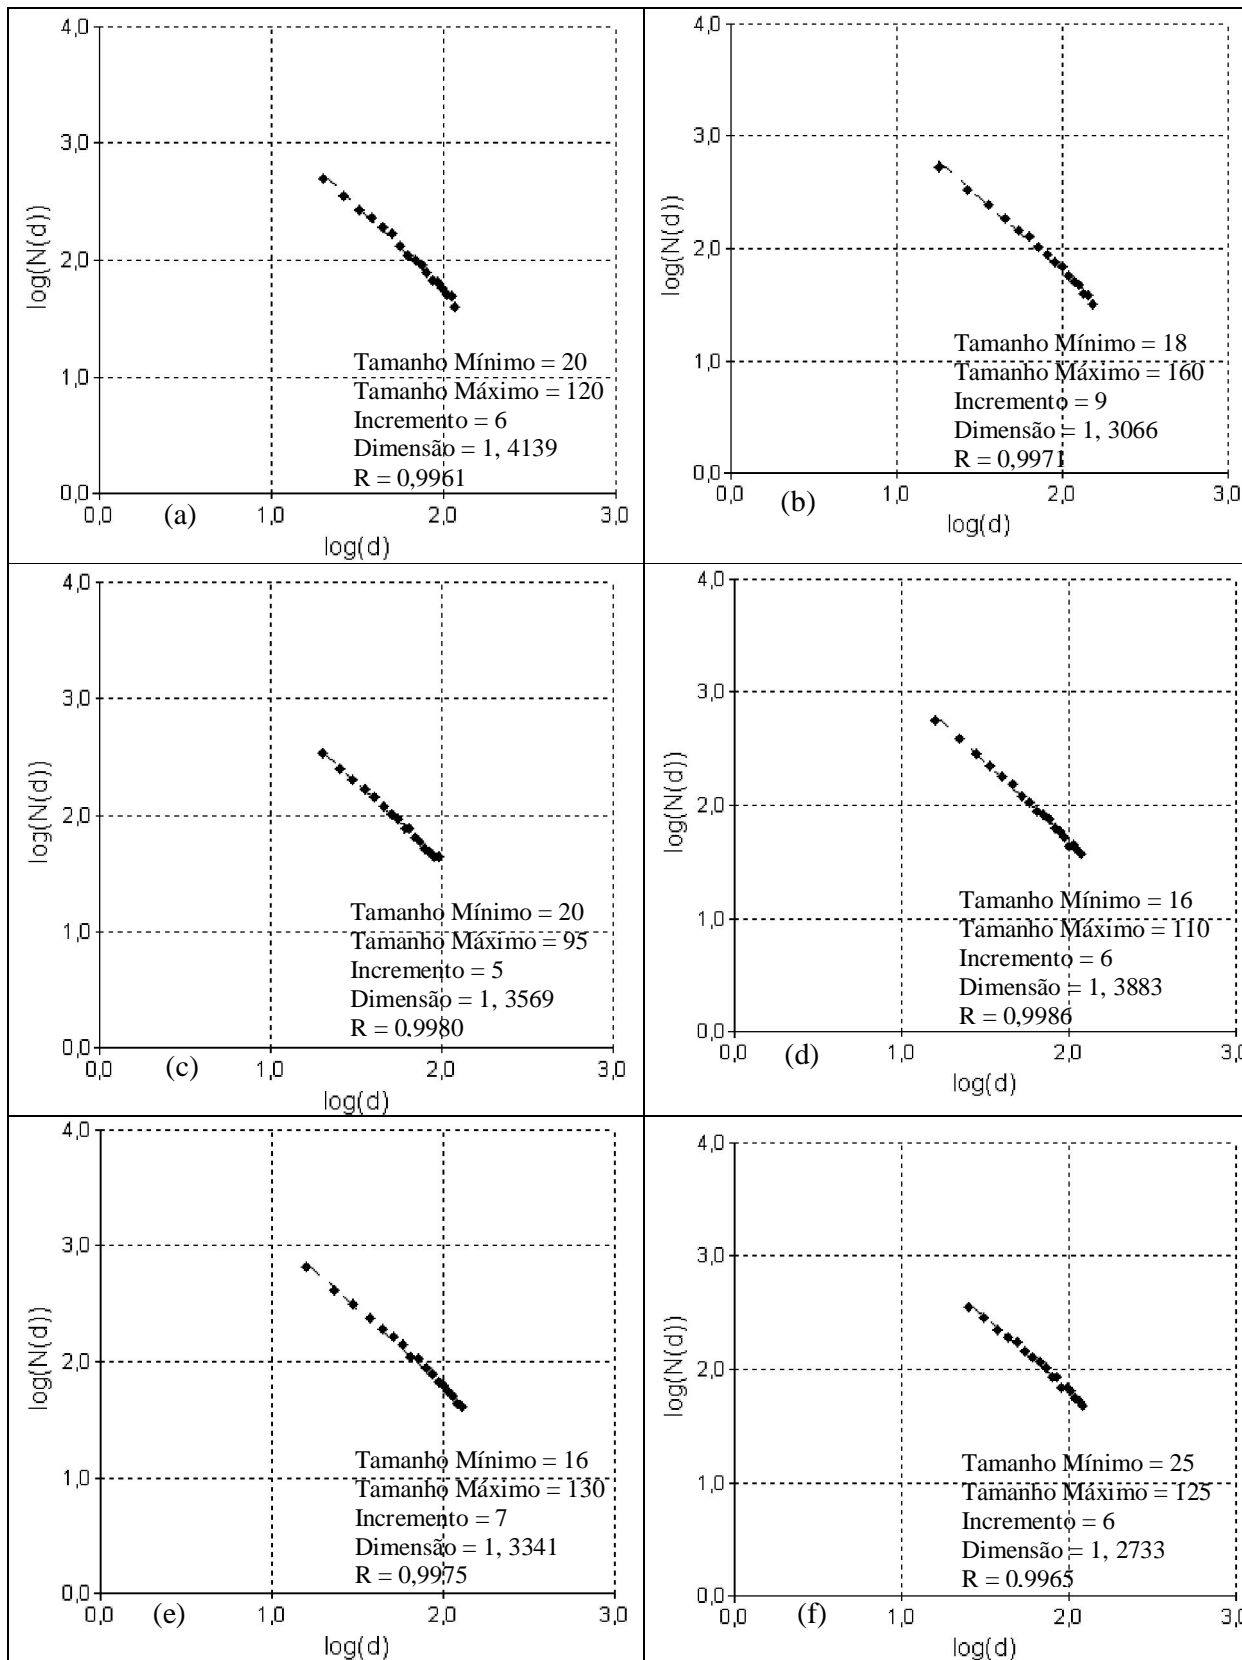 4,0
3,0
2,0
1,0
0,0
log(N(d))
Tamanho Mínimo = 20
Tamanho Máximo = 120
Incremento = 6
Dimensão = 1, 4139
R = 0,9961
0,0 1,0 2,0 3,0
(a)
log(d)
4,0
3,0
2,0
1,0
0,0
log(N(d))
Tamanho Mínimo = 18
Tamanho Máximo = 160
Incremento = 9
Dimensão = 1, 3066
R = 0,9971
0,0 1,0 2,0 3,0
(b)
log(d)
4,0
3,0
2,0
1,0
0,0
log(N(d))
Tamanho Mínimo = 20
Tamanho Máximo = 95
Incremento = 5
Dimensão = 1, 3569
R = 0,9980
0,0 1,0 2,0 3,0
(c)
log(d)
4,0
3,0
2,0
1,0
0,0
log(N(d))
Tamanho Mínimo = 16
Tamanho Máximo = 110
Incremento = 6
Dimensão = 1, 3883
R = 0,9986
0,0 1,0 2,0 3,0
(d)
log(d)
4,0
3,0
2,0
1,0
0,0
log(N(d))
Tamanho Mínimo = 16
Tamanho Máximo = 130
Incremento = 7
Dimensão = 1, 3341
R = 0,9975
0,0 1,0 2,0 3,0
(e)
log(d)
4,0
3,0
2,0
1,0
0,0
log(N(d))
Tamanho Mínimo = 25
Tamanho Máximo = 125
Incremento = 6
Dimensão = 1, 2733
R = 0,9965
0,0 1,0 2,0 3,0
(f)
log(d)